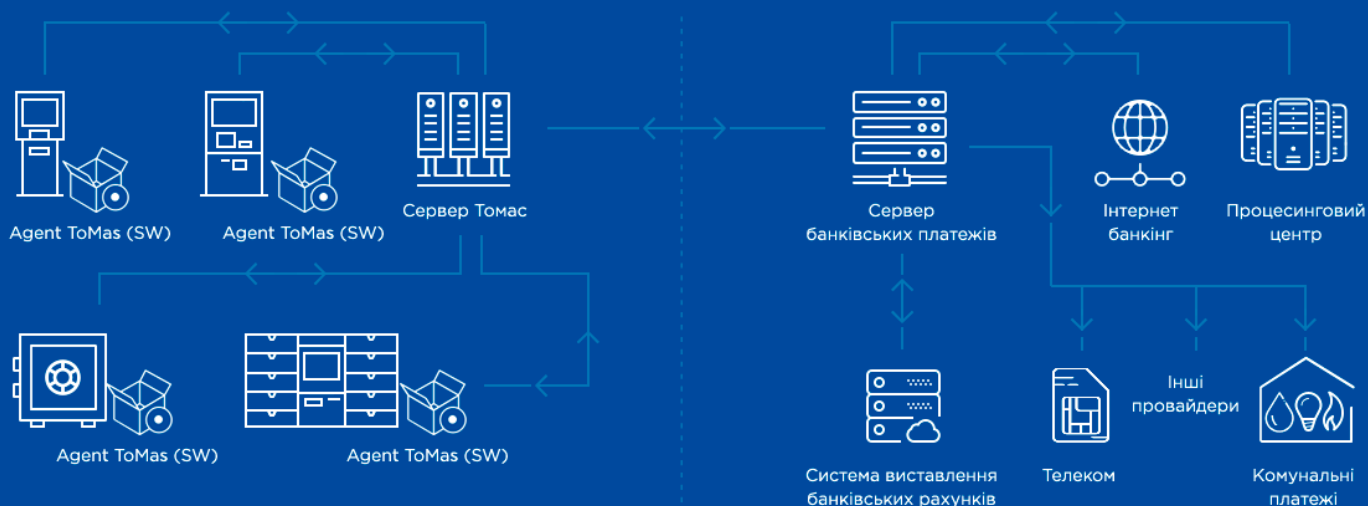 Agent ToMas (SW)
Agent ToMas (SW)
Сервер Томас
Agent ToMas (SW)
Agent ToMas (SW)
Сервер
банківських платежів
Інтернет
банкінг
Процесинговий
центр
Система виставлення
банківських рахунків
Телеком
Інші
провайдери
Комунальні
платежі